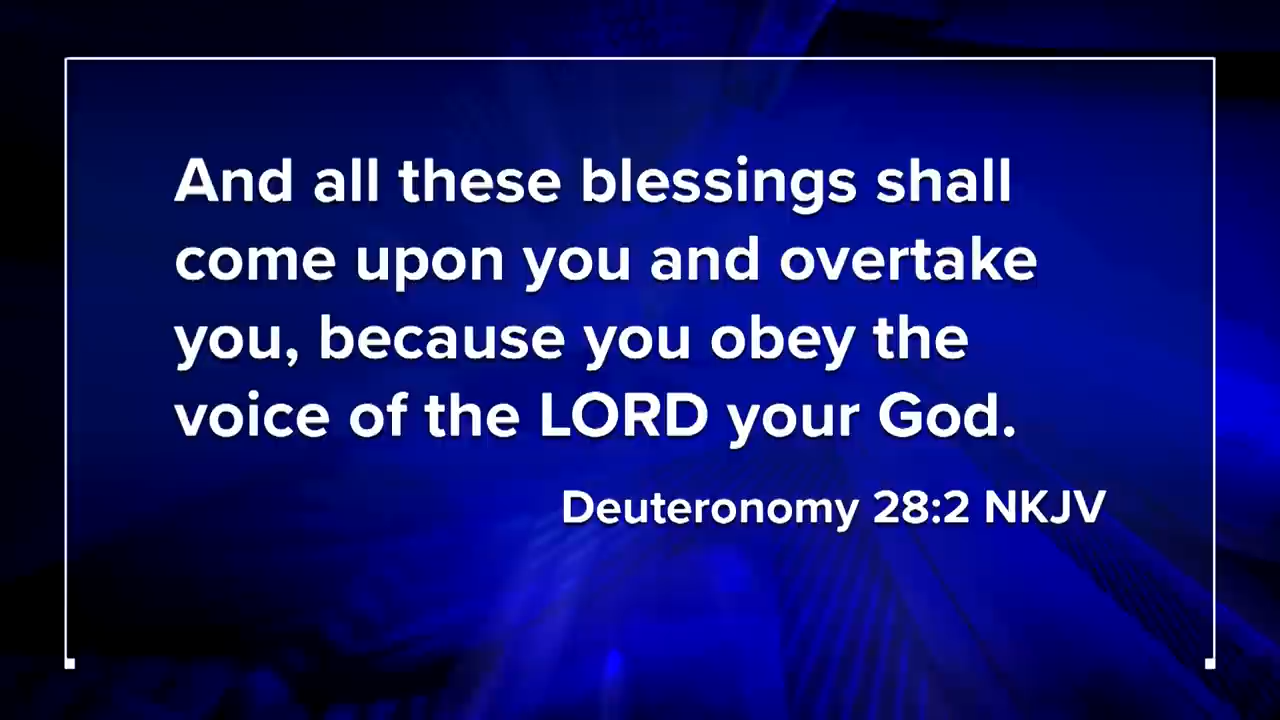 And all these blessings shall
come upon you and overtake
you, because you obey the
voice of the LORD your God.
Deuteronomy 28:2 NKJV